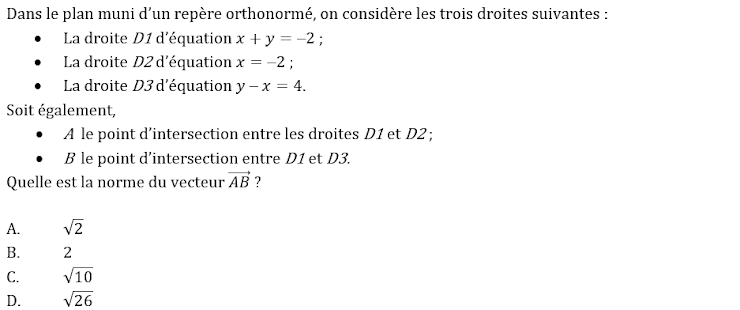 Dans le plan muni d’un repère orthonormé, on considère les trois droites suivantes :
• La droite D1 d’équation x + y = –2 ;
• La droite D2 d’équation x = –2 ;
• La droite D3 d’équation y – x = 4.
Soit également,
• A le point d’intersection entre les droites D1 et D2 ;
• B le point d’intersection entre D1 et D3.
Quelle est la norme du vecteur \overrightarrow{AB} ?
A. √2
B. 2
C. √10
D. √26